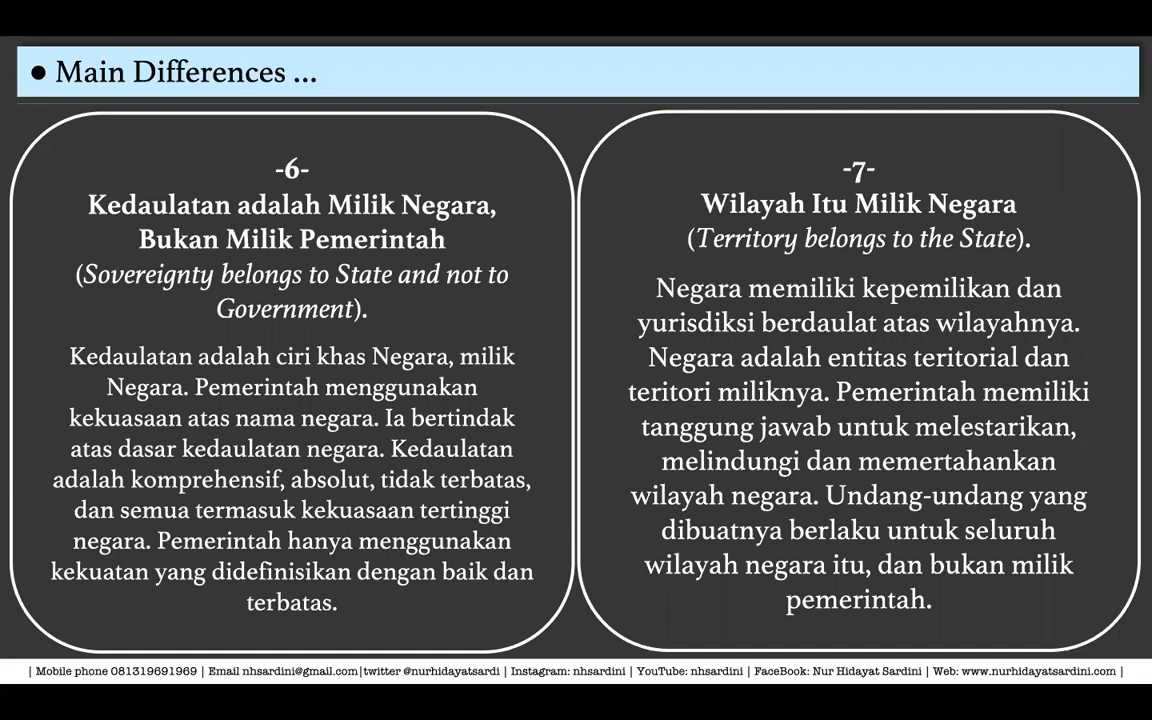 ● Main Differences ...
-6-
Kedaulatan adalah Milik Negara,
Bukan Milik Pemerintah
(Sovereignty belongs to State and not to
Government).
Kedaulatan adalah ciri khas Negara, milik
Negara. Pemerintah menggunakan
kekuasaan atas nama negara. Ia bertindak
atas dasar kedaulatan negara. Kedaulatan
adalah komprehensif, absolut, tidak terbatas,
dan semua termasuk kekuasaan tertinggi
negara. Pemerintah hanya menggunakan
kekuatan yang didefinisikan dengan baik dan
terbatas.
-7-
Wilayah Itu Milik Negara
(Territory belongs to the State).
Negara memiliki kepemilikan dan
yurisdiksi berdaulat atas wilayahnya.
Negara adalah entitas teritorial dan
teritori miliknya. Pemerintah memiliki
tanggung jawab untuk melestarikan,
melindungi dan memertahankan
wilayah negara. Undang-undang yang
dibuatnya berlaku untuk seluruh
wilayah negara itu, dan bukan milik
pemerintah.
| Mobile phone 081319691969 | Email nhsardini@gmail.com|twitter @nurhidayatsardi | Instagram: nhsardini | YouTube: nhsardini | FaceBook: Nur Hidayat Sardini | Web: www.nurhidayatsardini.com |